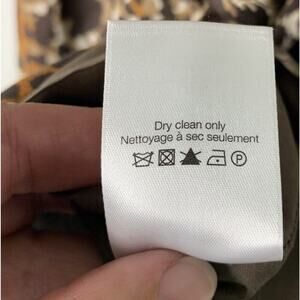 Dry clean only
Nettoyage à sec seulement
P